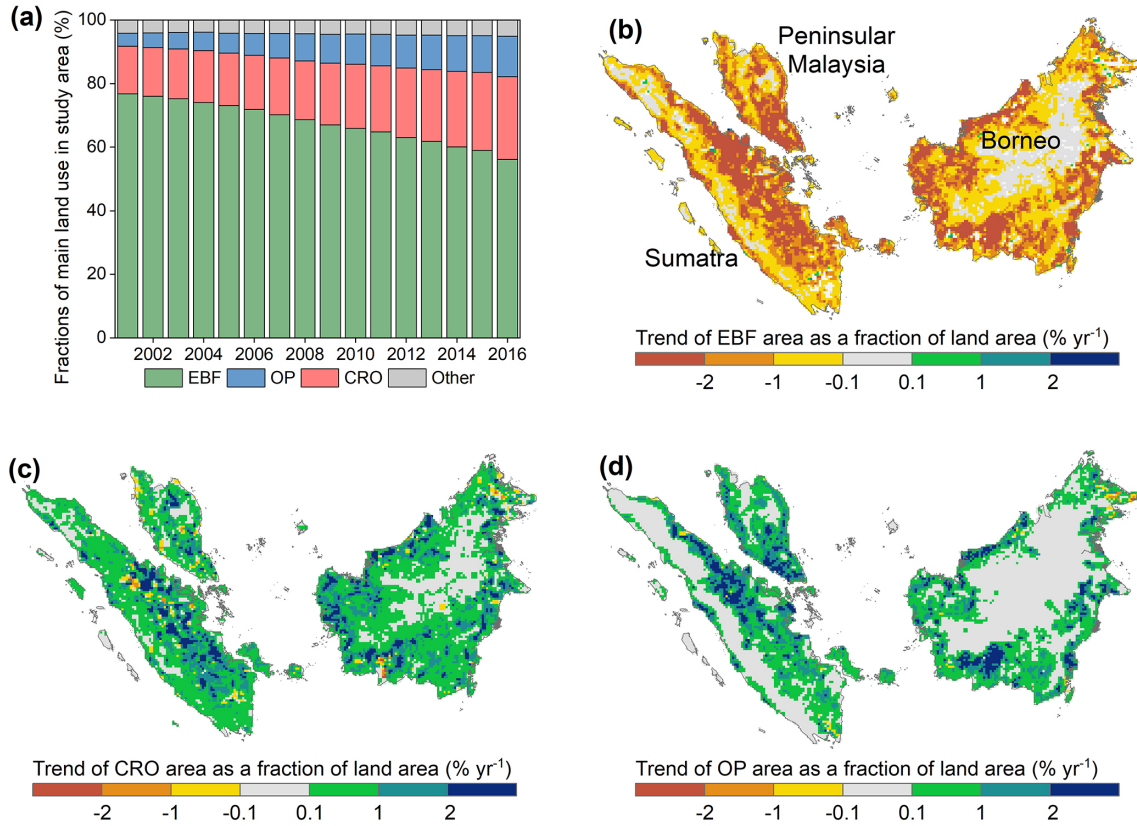 (a)
Fractions of main land use in study area (%)
100
80
60
40
20
0
2002 2004 2006 2008 2010 2012 2014 2016
EBF OP CRO Other
(b)
Peninsular
Malaysia
Borneo
Sumatra
Trend of EBF area as a fraction of land area (% yr-1)
-2 -1 -0.1 0.1 1 2
(c)
Trend of CRO area as a fraction of land area (% yr-1)
-2 -1 -0.1 0.1 1 2
(d)
Trend of OP area as a fraction of land area (% yr-1)
-2 -1 -0.1 0.1 1 2